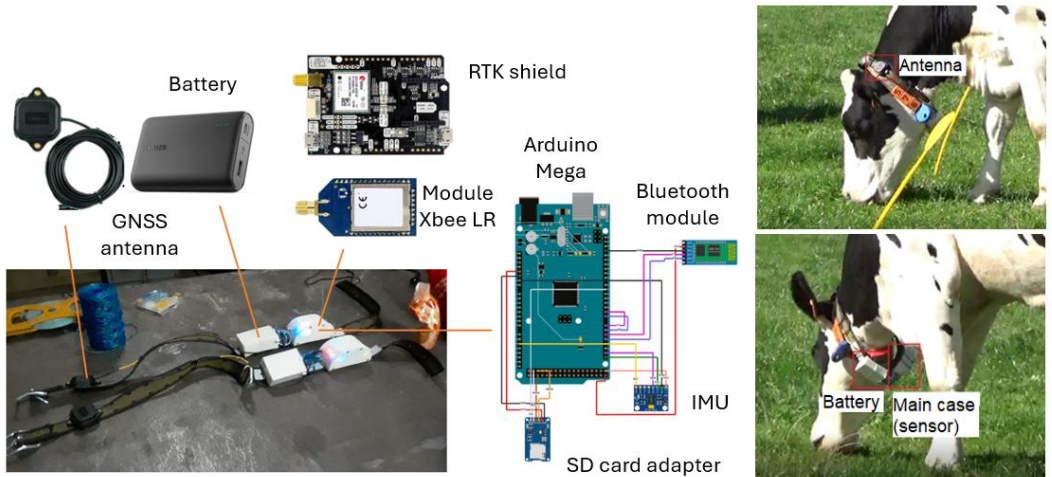 RTK shield
Battery
ANKER
Antenna
Arduino
Mega
Module
Xbee LR
Bluetooth
module
GNSS
antenna
IMU
Battery
Main case
(sensor)
SD card adapter